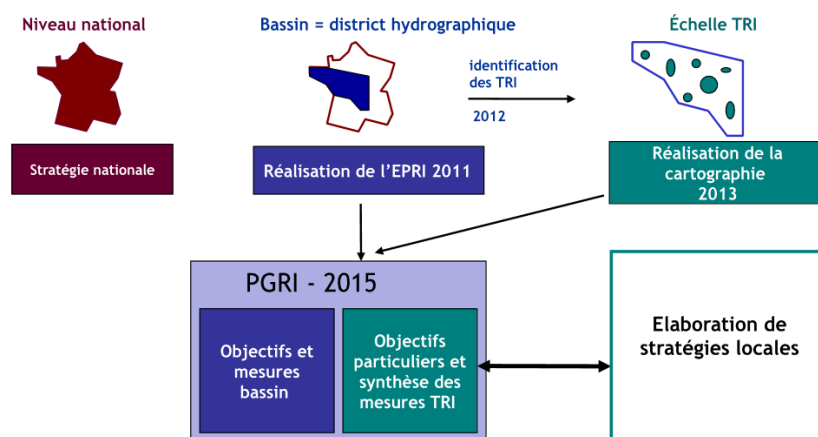 Niveau national
Bassin = district hydrographique
Échelle TRI
identification
des TRI
2012
Stratégie nationale
Réalisation de l'EPRI 2011
Réalisation de la
cartographie
2013
PGRI - 2015
Objectifs et
mesures
bassin
Objectifs
particuliers et
synthèse des
mesures TRI
Elaboration de
stratégies locales